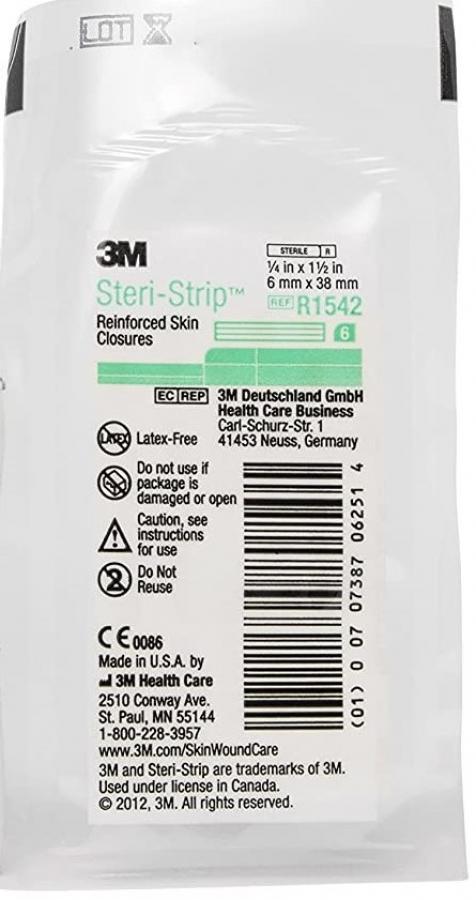 LOT
3M
STERILE R
Steri-Strip™
1/4 in x 1 1/2 in
6 mm x 38 mm
REF R1542
Reinforced Skin
Closures
6
EC REP 3M Deutschland GmbH
Health Care Business
Carl-Schurz-Str. 1
41453 Neuss, Germany
LATEX Latex-Free
Do not use if
package is
damaged or open
Caution, see
instructions
for use
2 Do Not
Reuse
(01) 0 07 07387 06251 4
CE 0086
Made in U.S.A. by
3M Health Care
2510 Conway Ave.
St. Paul, MN 55144
1-800-228-3957
www.3M.com/SkinWoundCare
3M and Steri-Strip are trademarks of 3M.
Used under license in Canada.
© 2012, 3M. All rights reserved.